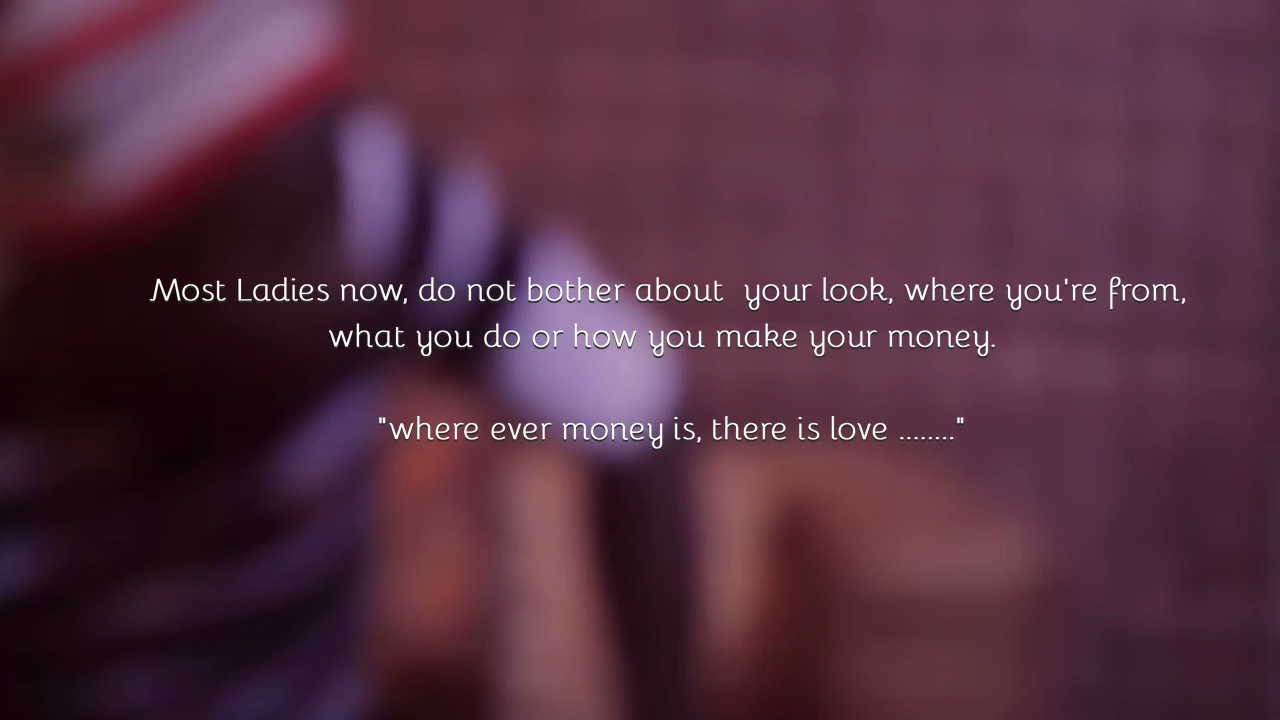 Most Ladies now, do not bother about  your look, where you're from,
what you do or how you make your money.
"where ever money is, there is love ........"